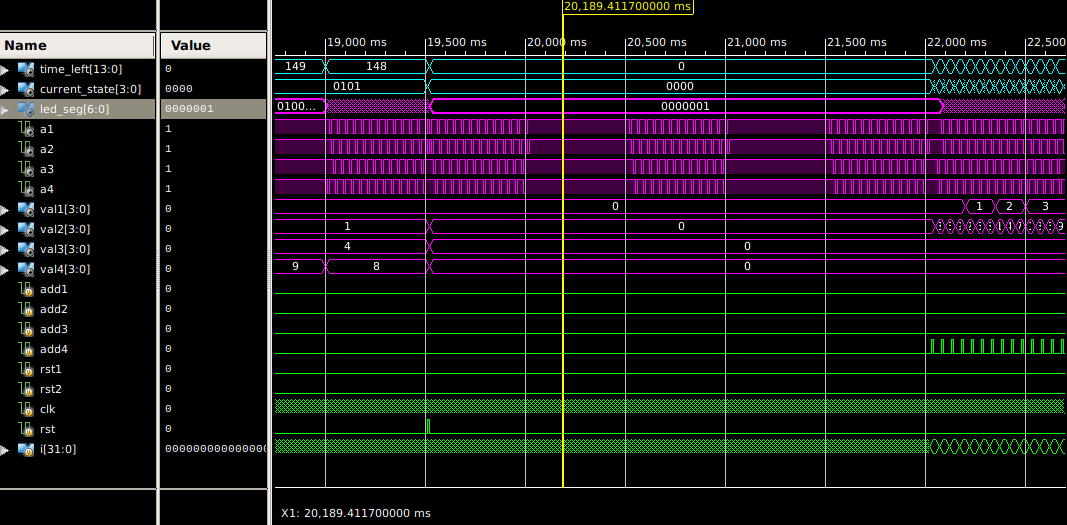 20,189.411700000 ms
Name Value
19,000 ms 19,500 ms 20,000 ms 20,500 ms 21,000 ms 21,500 ms 22,000 ms 22,500
time_left[13:0] 0 149 148 0
current_state[3:0] 0000 0101 0000
led_seg[6:0] 0000001 0100... 0000001
a1 1
a2 1
a3 1
a4 1
val1[3:0] 0 0 1 2 3
val2[3:0] 0 1 0 9
val3[3:0] 0 4 0
val4[3:0] 0 9 8 0
add1 0
add2 0
add3 0
add4 0
rst1 0
rst2 0
clk 0
rst 0
i[31:0]
X1: 20,189.411700000 ms